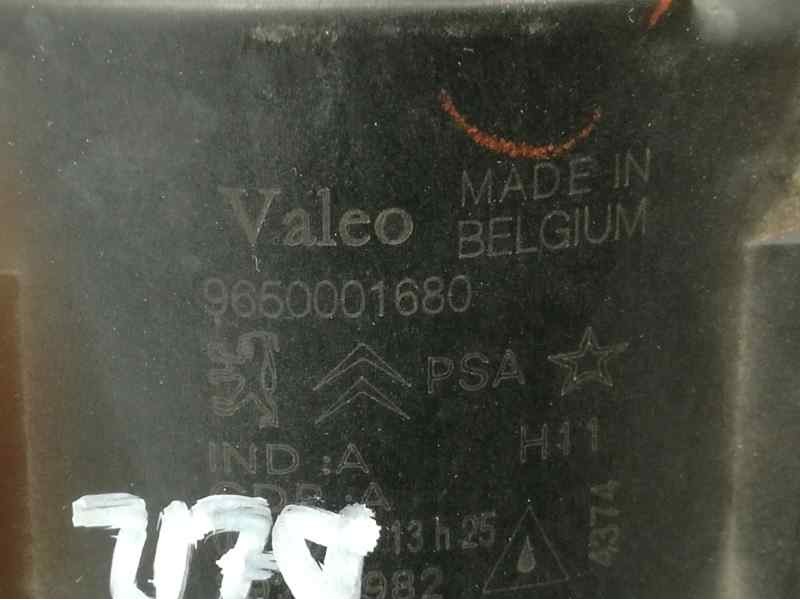 Valeo
MADE IN
BELGIUM
9650001680
PSA
H11
IND :A
:A
13 h 25
4374
982